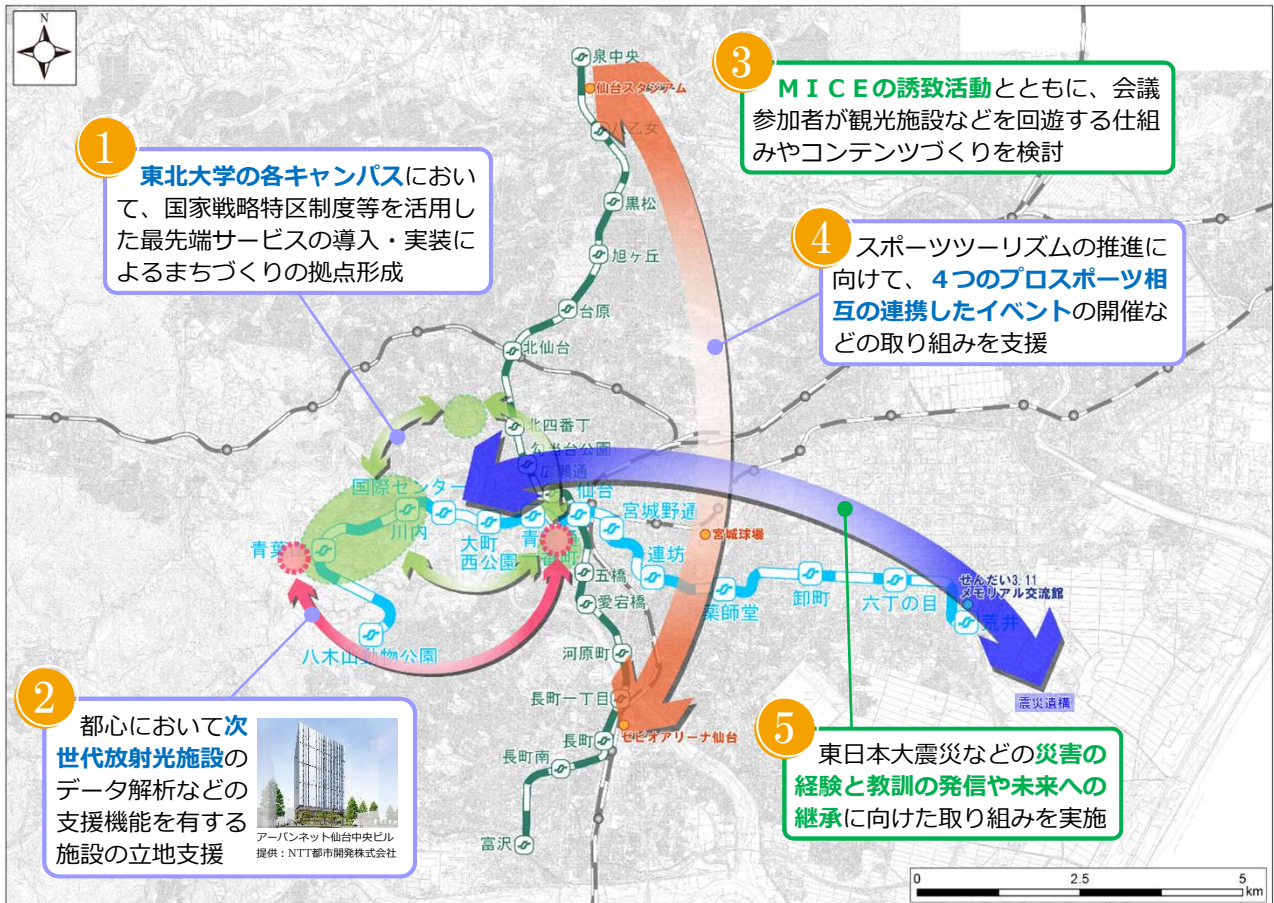 N
1
東北大学の各キャンパスにおい
て、国家戦略特区制度等を活用し
た最先端サービスの導入・実装に
よるまちづくりの拠点形成
3
ＭＩＣＥの誘致活動とともに、会議
参加者が観光施設などを回遊する仕組
みやコンテンツづくりを検討
4
スポーツツーリズムの推進に
向けて、４つのプロスポーツ相
互の連携したイベントの開催な
どの取り組みを支援
泉中央
仙台スタジアム
八乙女
黒松
旭ヶ丘
台原
北仙台
北四番丁
勾当台公園
広瀬通
国際センター
仙台
宮城野通
川内
大町
西公園
青葉
青
一番町
連坊
宮城球場
五橋
愛宕橋
薬師堂
卸町
六丁の目
せんだい3.11
メモリアル交流館
荒井
八木山動物公園
河原町
長町一丁目
震災遺構
ゼビオアリーナ仙台
長町
長町南
富沢
2
都心において次
世代放射光施設の
データ解析などの
支援機能を有する
施設の立地支援
アーバンネット仙台中央ビル
提供：NTT都市開発株式会社
5
東日本大震災などの災害の
経験と教訓の発信や未来への
継承に向けた取り組みを実施
0 2.5 5
km